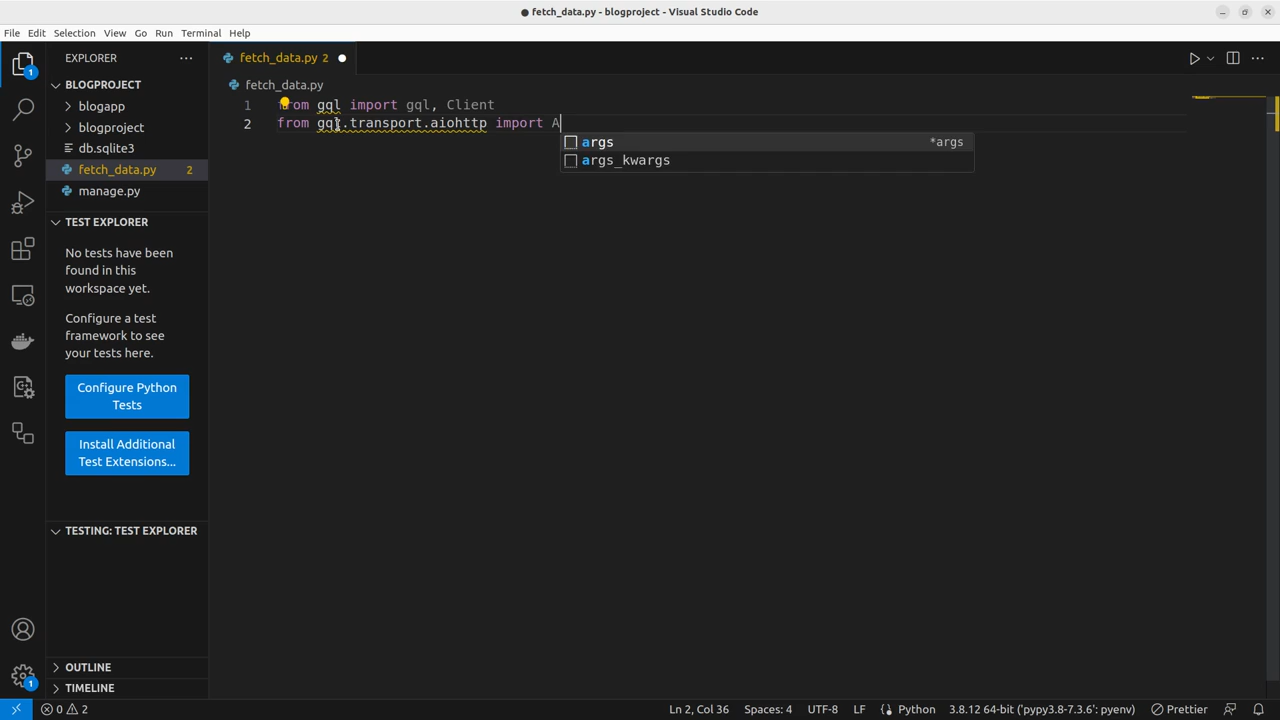 ● fetch_data.py - blogproject - Visual Studio Code
File Edit Selection View Go Run Terminal Help
EXPLORER
fetch_data.py 2
BLOGPROJECT
fetch_data.py
blogapp
1 from gql import gql, Client
2 from gql.transport.aiohttp import A
blogproject
args *args
db.sqlite3
args_kwargs
fetch_data.py 2
manage.py
TEST EXPLORER
No tests have been
found in this
workspace yet.
Configure a test
framework to see
your tests here.
Configure Python
Tests
Install Additional
Test Extensions...
TESTING: TEST EXPLORER
OUTLINE
TIMELINE
1
1
0 2 Ln 2, Col 36 Spaces: 4 UTF-8 LF Python 3.8.12 64-bit ('pypy3.8-7.3.6': pyenv) Prettier